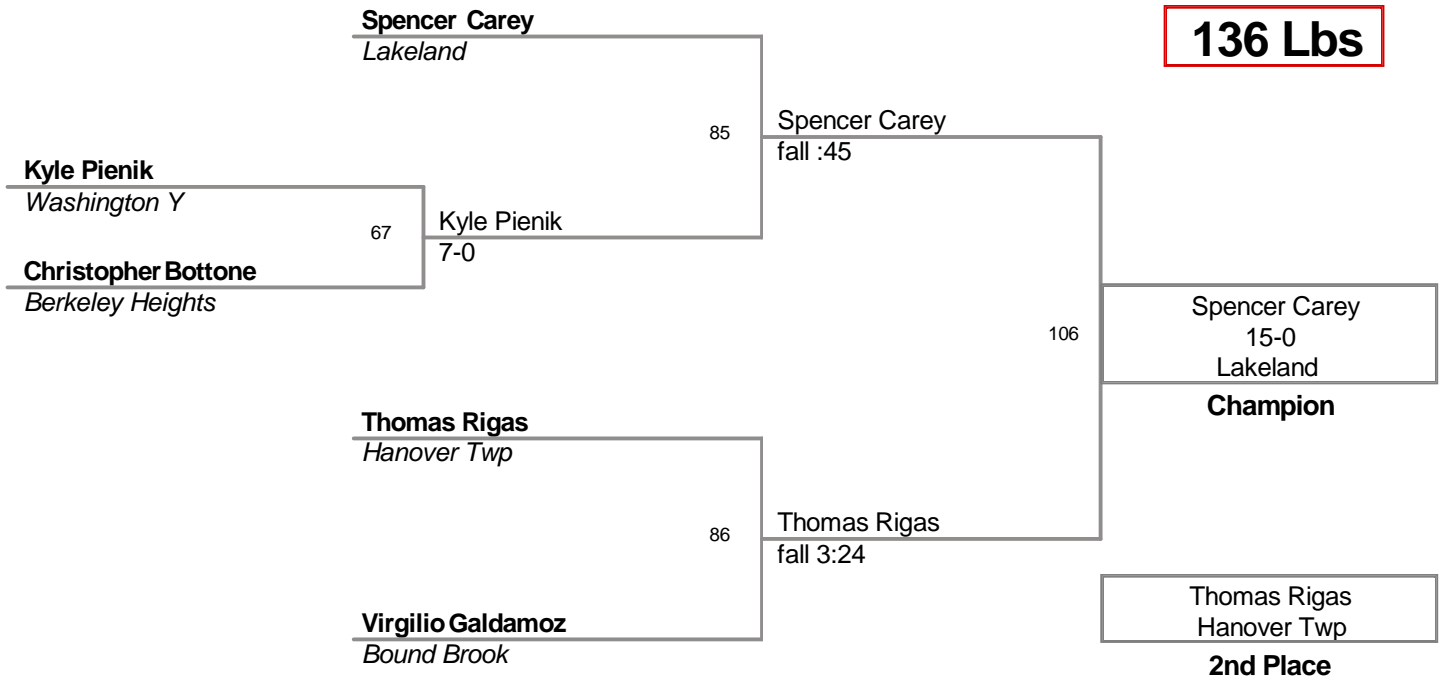 Spencer Carey
Lakeland
136 Lbs
85
Spencer Carey
fall :45
Kyle Pienik
Washington Y
67
Kyle Pienik
7-0
Christopher Bottone
Berkeley Heights
106
Spencer Carey
15-0
Lakeland
Champion
Thomas Rigas
Hanover Twp
86
Thomas Rigas
fall 3:24
Virgilio Galdamoz
Bound Brook
Thomas Rigas
Hanover Twp
2nd Place